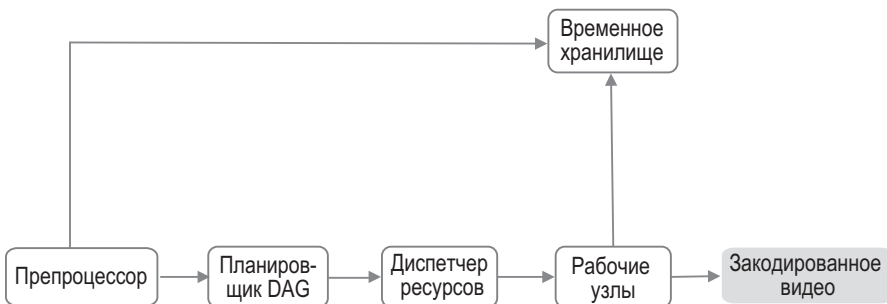 Временное
хранилище
Препроцессор
Планиров-
щик DAG
Диспетчер
ресурсов
Рабочие
узлы
Закодированное
видео